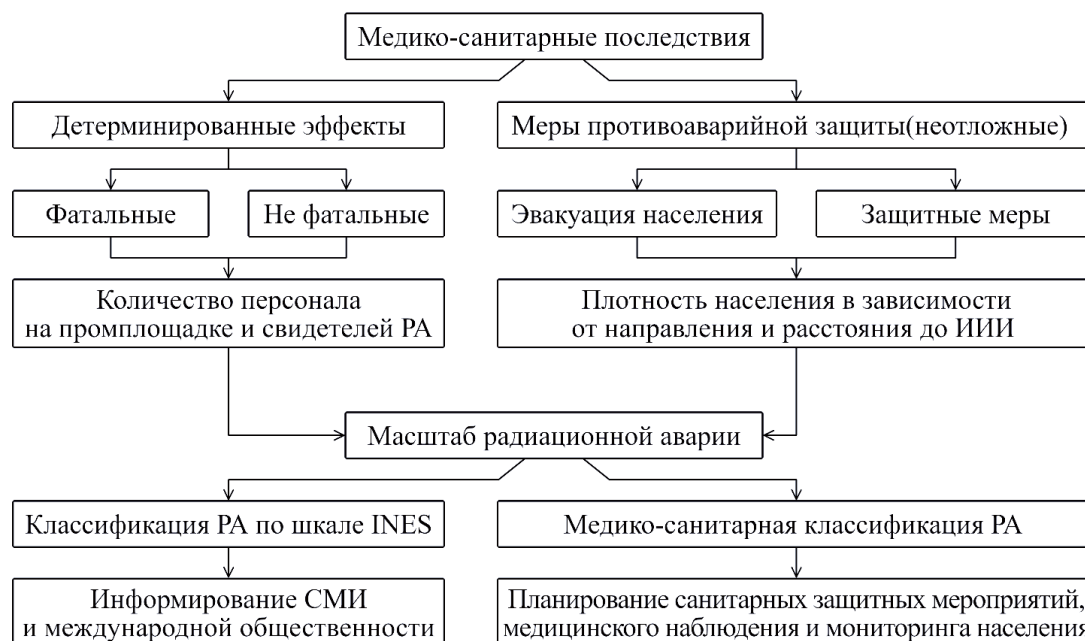 Медико-санитарные последствия
Детерминированные эффекты
Меры противоаварийной защиты(неотложные)
Фатальные
Не фатальные
Эвакуация населения
Защитные меры
Количество персонала
на промплощадке и свидетелей РА
Плотность населения в зависимости
от направления и расстояния до ИИИ
Масштаб радиационной аварии
Классификация РА по шкале INES
Медико-санитарная классификация РА
Информирование СМИ
и международной общественности
Планирование санитарных защитных мероприятий,
медицинского наблюдения и мониторинга населения